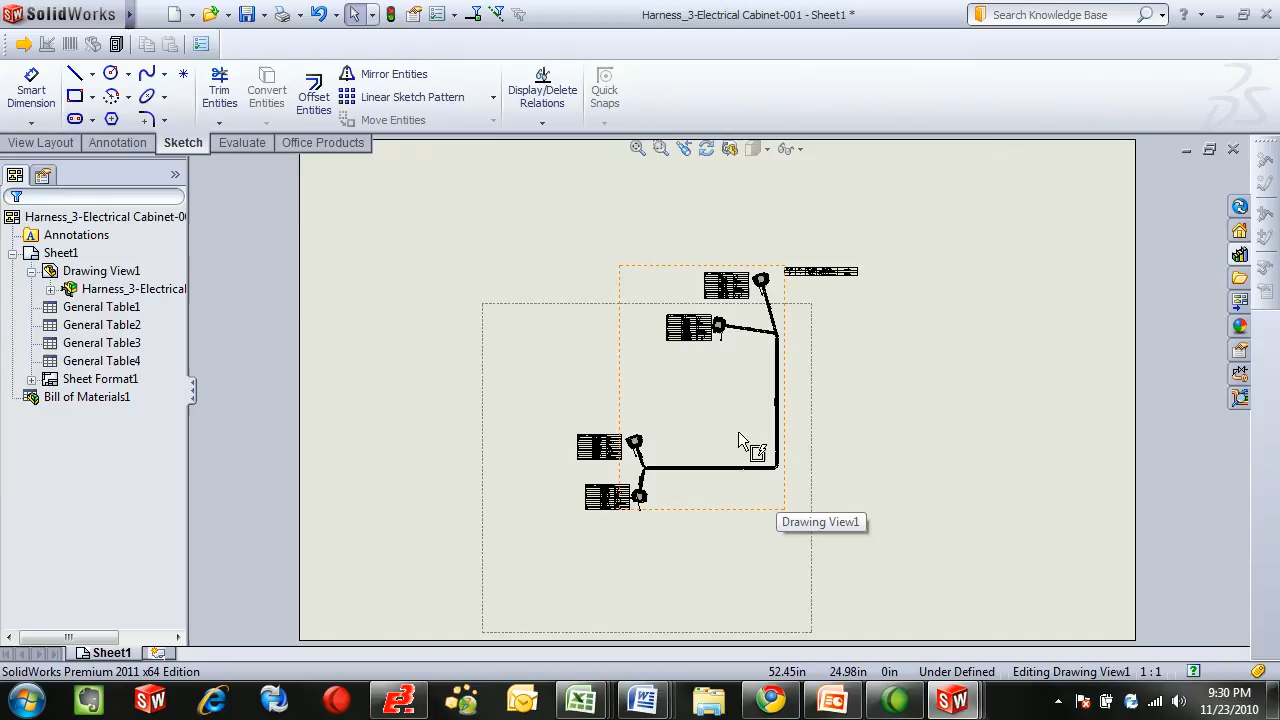 SolidWorks
Harness_3-Electrical Cabinet-001 - Sheet1 *
Search Knowledge Base
Smart Dimension
Trim Entities
Convert Entities
Offset Entities
Mirror Entities
Linear Sketch Pattern
Move Entities
Display/Delete Relations
Quick Snaps
View Layout
Annotation
Sketch
Evaluate
Office Products
Harness_3-Electrical Cabinet-0
Annotations
Sheet1
Drawing View1
Harness_3-Electrical
General Table1
General Table2
General Table3
General Table4
Sheet Format1
Bill of Materials1
Drawing View1
Sheet1
SolidWorks Premium 2011 x64 Edition
52.45in
24.98in
0in
Under Defined
Editing Drawing View1
1 : 1
9:30 PM
11/23/2010